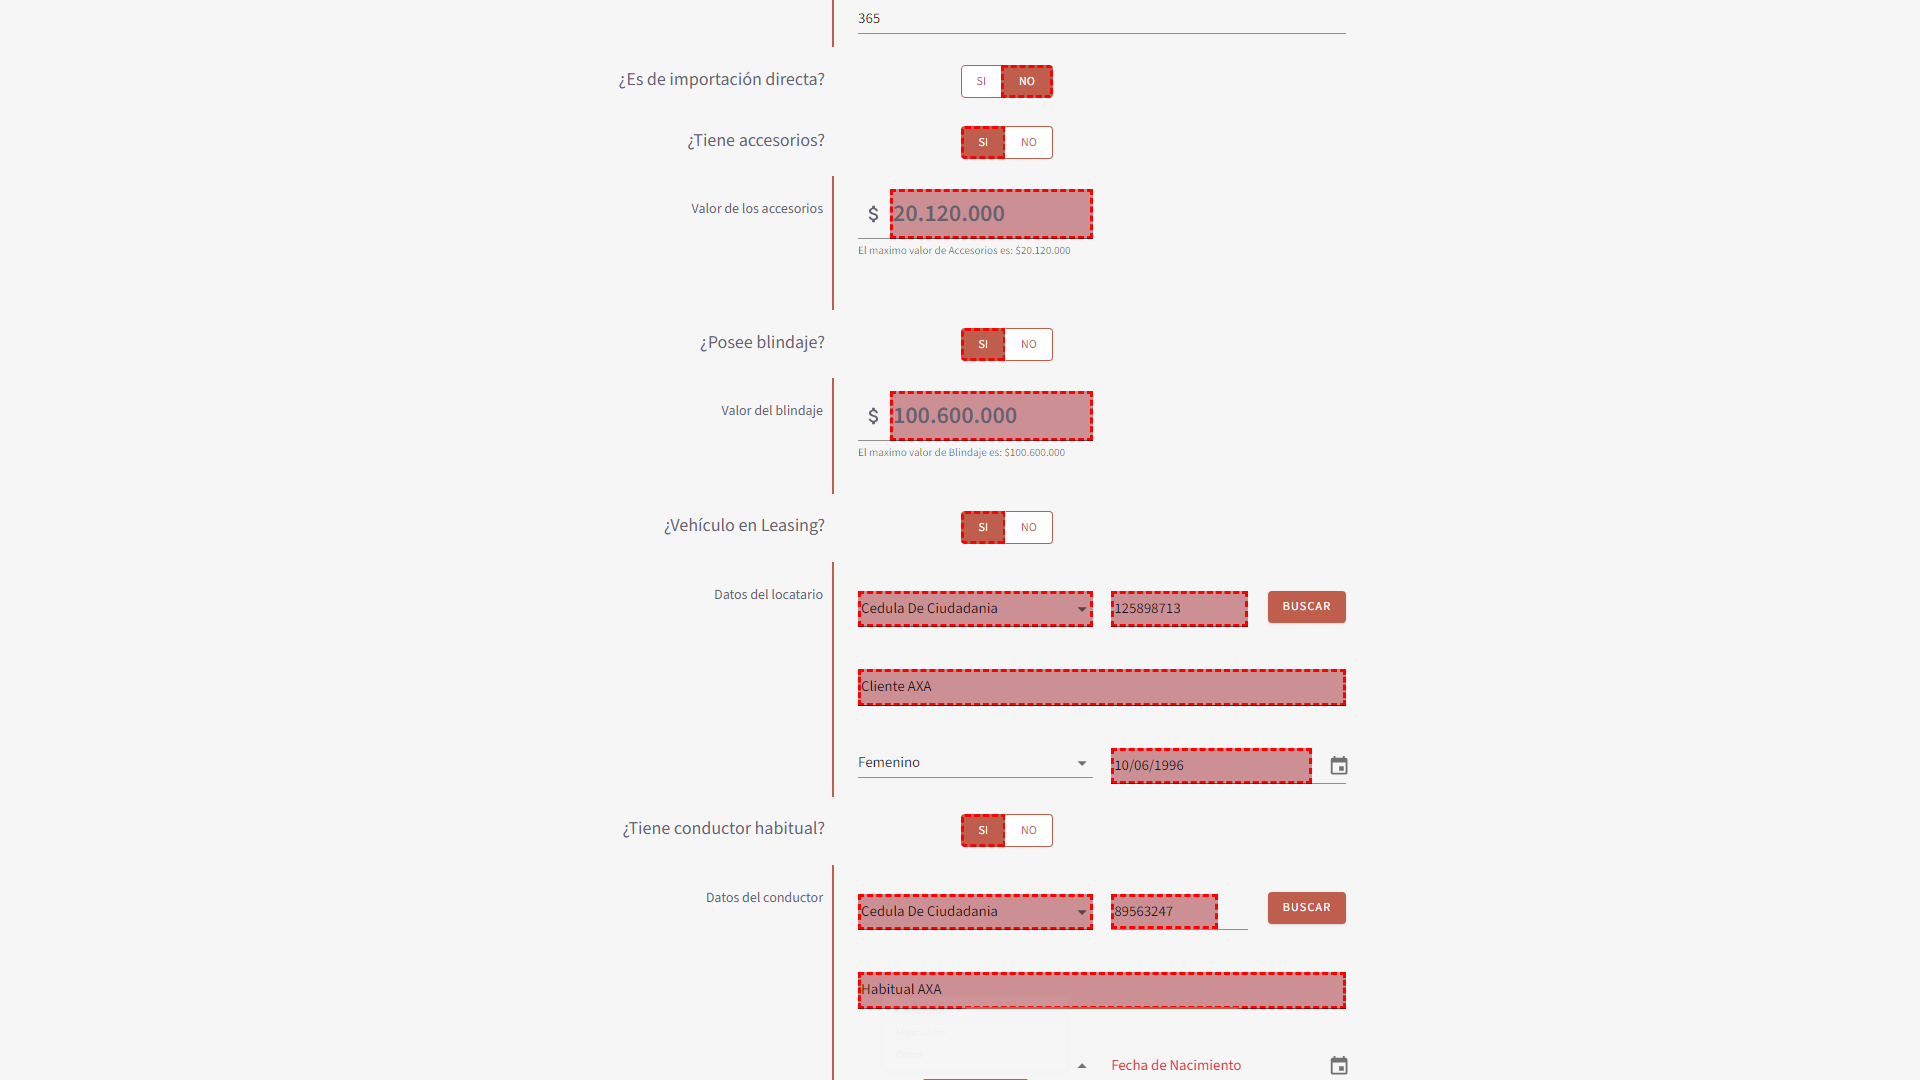 365
¿Es de importación directa?
SI NO
¿Tiene accesorios?
SI NO
Valor de los accesorios
$ 20.120.000
El maximo valor de Accesorios es: $20.120.000
¿Posee blindaje?
SI NO
Valor del blindaje
$ 100.600.000
El maximo valor de Blindaje es: $100.600.000
¿Vehículo en Leasing?
SI NO
Datos del locatario
Cedula De Ciudadania 125898713 BUSCAR
Cliente AXA
Femenino 10/06/1996
¿Tiene conductor habitual?
SI NO
Datos del conductor
Cedula De Ciudadania 89563247 BUSCAR
Habitual AXA
Fecha de Nacimiento